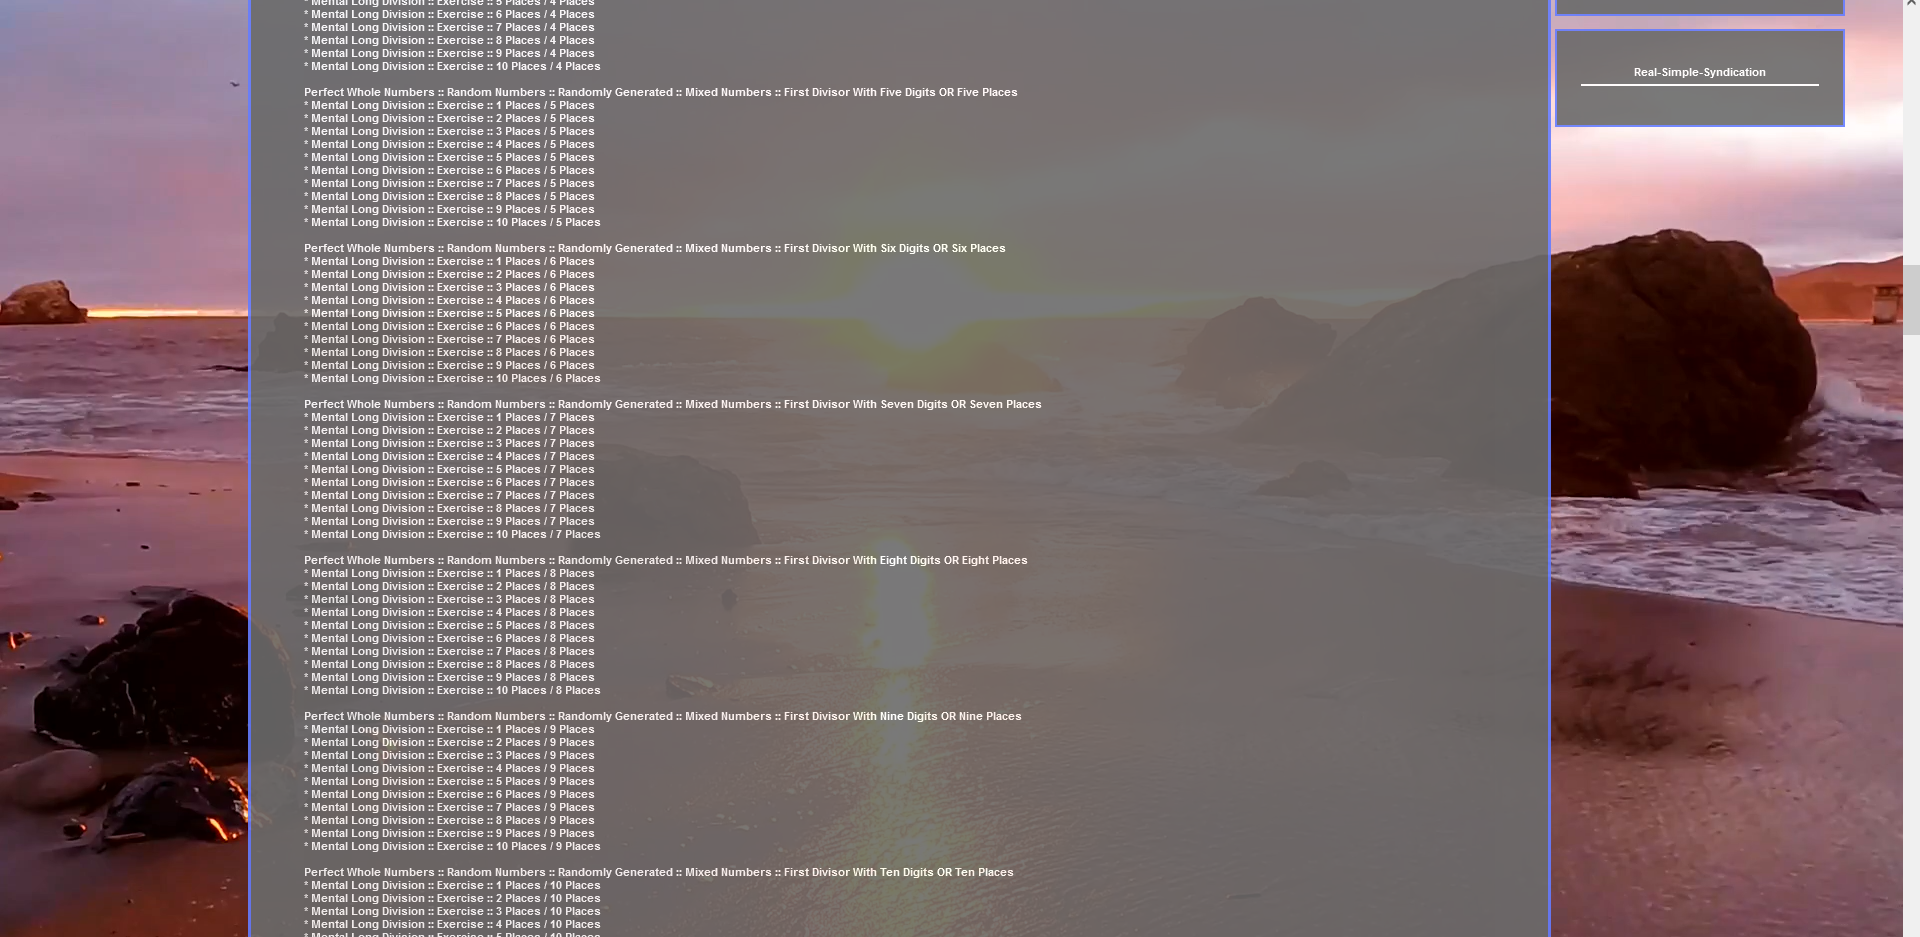 * Mental Long Division :: Exercise :: 5 Places / 4 Places
* Mental Long Division :: Exercise :: 6 Places / 4 Places
* Mental Long Division :: Exercise :: 7 Places / 4 Places
* Mental Long Division :: Exercise :: 8 Places / 4 Places
* Mental Long Division :: Exercise :: 9 Places / 4 Places
* Mental Long Division :: Exercise :: 10 Places / 4 Places
Perfect Whole Numbers :: Random Numbers :: Randomly Generated :: Mixed Numbers :: First Divisor With Five Digits OR Five Places
* Mental Long Division :: Exercise :: 1 Places / 5 Places
* Mental Long Division :: Exercise :: 2 Places / 5 Places
* Mental Long Division :: Exercise :: 3 Places / 5 Places
* Mental Long Division :: Exercise :: 4 Places / 5 Places
* Mental Long Division :: Exercise :: 5 Places / 5 Places
* Mental Long Division :: Exercise :: 6 Places / 5 Places
* Mental Long Division :: Exercise :: 7 Places / 5 Places
* Mental Long Division :: Exercise :: 8 Places / 5 Places
* Mental Long Division :: Exercise :: 9 Places / 5 Places
* Mental Long Division :: Exercise :: 10 Places / 5 Places
Perfect Whole Numbers :: Random Numbers :: Randomly Generated :: Mixed Numbers :: First Divisor With Six Digits OR Six Places
* Mental Long Division :: Exercise :: 1 Places / 6 Places
* Mental Long Division :: Exercise :: 2 Places / 6 Places
* Mental Long Division :: Exercise :: 3 Places / 6 Places
* Mental Long Division :: Exercise :: 4 Places / 6 Places
* Mental Long Division :: Exercise :: 5 Places / 6 Places
* Mental Long Division :: Exercise :: 6 Places / 6 Places
* Mental Long Division :: Exercise :: 7 Places / 6 Places
* Mental Long Division :: Exercise :: 8 Places / 6 Places
* Mental Long Division :: Exercise :: 9 Places / 6 Places
* Mental Long Division :: Exercise :: 10 Places / 6 Places
Perfect Whole Numbers :: Random Numbers :: Randomly Generated :: Mixed Numbers :: First Divisor With Seven Digits OR Seven Places
* Mental Long Division :: Exercise :: 1 Places / 7 Places
* Mental Long Division :: Exercise :: 2 Places / 7 Places
* Mental Long Division :: Exercise :: 3 Places / 7 Places
* Mental Long Division :: Exercise :: 4 Places / 7 Places
* Mental Long Division :: Exercise :: 5 Places / 7 Places
* Mental Long Division :: Exercise :: 6 Places / 7 Places
* Mental Long Division :: Exercise :: 7 Places / 7 Places
* Mental Long Division :: Exercise :: 8 Places / 7 Places
* Mental Long Division :: Exercise :: 9 Places / 7 Places
* Mental Long Division :: Exercise :: 10 Places / 7 Places
Perfect Whole Numbers :: Random Numbers :: Randomly Generated :: Mixed Numbers :: First Divisor With Eight Digits OR Eight Places
* Mental Long Division :: Exercise :: 1 Places / 8 Places
* Mental Long Division :: Exercise :: 2 Places / 8 Places
* Mental Long Division :: Exercise :: 3 Places / 8 Places
* Mental Long Division :: Exercise :: 4 Places / 8 Places
* Mental Long Division :: Exercise :: 5 Places / 8 Places
* Mental Long Division :: Exercise :: 6 Places / 8 Places
* Mental Long Division :: Exercise :: 7 Places / 8 Places
* Mental Long Division :: Exercise :: 8 Places / 8 Places
* Mental Long Division :: Exercise :: 9 Places / 8 Places
* Mental Long Division :: Exercise :: 10 Places / 8 Places
Perfect Whole Numbers :: Random Numbers :: Randomly Generated :: Mixed Numbers :: First Divisor With Nine Digits OR Nine Places
* Mental Long Division :: Exercise :: 1 Places / 9 Places
* Mental Long Division :: Exercise :: 2 Places / 9 Places
* Mental Long Division :: Exercise :: 3 Places / 9 Places
* Mental Long Division :: Exercise :: 4 Places / 9 Places
* Mental Long Division :: Exercise :: 5 Places / 9 Places
* Mental Long Division :: Exercise :: 6 Places / 9 Places
* Mental Long Division :: Exercise :: 7 Places / 9 Places
* Mental Long Division :: Exercise :: 8 Places / 9 Places
* Mental Long Division :: Exercise :: 9 Places / 9 Places
* Mental Long Division :: Exercise :: 10 Places / 9 Places
Perfect Whole Numbers :: Random Numbers :: Randomly Generated :: Mixed Numbers :: First Divisor With Ten Digits OR Ten Places
* Mental Long Division :: Exercise :: 1 Places / 10 Places
* Mental Long Division :: Exercise :: 2 Places / 10 Places
* Mental Long Division :: Exercise :: 3 Places / 10 Places
* Mental Long Division :: Exercise :: 4 Places / 10 Places
* Mental Long Division :: Exercise :: 5 Places / 10 Places
Real-Simple-Syndication